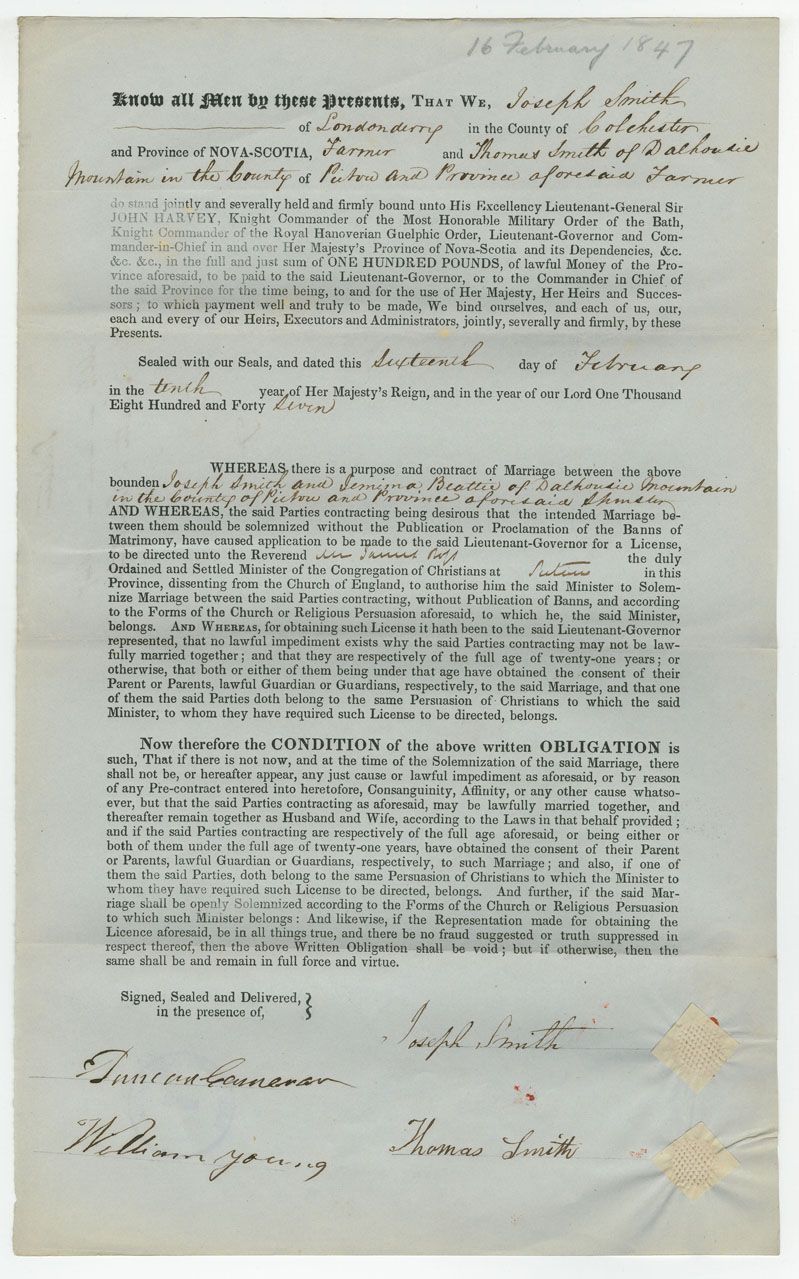 16 February 1847
Know all Men by these Presents, THAT WE, Joseph Smith
of Londonderry in the County of Colchester
and Province of NOVA-SCOTIA, Farmer and Thomas Smith of Dalhousie
Mountain in the County of Pictou and Province aforesaid Farmer
do stand jointly and severally held and firmly bound unto His Excellency Lieutenant-General Sir
JOHN HARVEY, Knight Commander of the Most Honorable Military Order of the Bath,
Knight Commander of the Royal Hanoverian Guelphic Order, Lieutenant-Governor and Com-
mander-in-Chief in and over Her Majesty's Province of Nova-Scotia and its Dependencies, &c.
&c. &c., in the full and just sum of ONE HUNDRED POUNDS, of lawful Money of the Pro-
vince aforesaid, to be paid to the said Lieutenant-Governor, or to the Commander in Chief of
the said Province for the time being, to and for the use of Her Majesty, Her Heirs and Succes-
sors; to which payment well and truly to be made, We bind ourselves, and each of us, our,
each and every of our Heirs, Executors and Administrators, jointly, severally and firmly, by these
Presents.
Sealed with our Seals, and dated this Sixteenth day of February
in the tenth year of Her Majesty's Reign, and in the year of our Lord One Thousand
Eight Hundred and Forty Seven
WHEREAS, there is a purpose and contract of Marriage between the above
bounden Joseph Smith and Jemima Beattie of Dalhousie Mountain
in the County of Pictou and Province aforesaid Spinster
AND WHEREAS, the said Parties contracting being desirous that the intended Marriage be-
tween them should be solemnized without the Publication or Proclamation of the Banns of
Matrimony, have caused application to be made to the said Lieutenant-Governor for a License,
to be directed unto the Reverend Mr James Ross the duly
Ordained and Settled Minister of the Congregation of Christians at Pictou in this
Province, dissenting from the Church of England, to authorise him the said Minister to Solem-
nize Marriage between the said Parties contracting, without Publication of Banns, and according
to the Forms of the Church or Religious Persuasion aforesaid, to which he, the said Minister,
belongs. AND WHEREAS, for obtaining such License it hath been to the said Lieutenant-Governor
represented, that no lawful impediment exists why the said Parties contracting may not be law-
fully married together; and that they are respectively of the full age of twenty-one years; or
otherwise, that both or either of them being under that age have obtained the consent of their
Parent or Parents, lawful Guardian or Guardians, respectively, to the said Marriage, and that one
of them the said Parties doth belong to the same Persuasion of Christians to which the said
Minister, to whom they have required such License to be directed, belongs.
Now therefore the CONDITION of the above written OBLIGATION is
such, That if there is not now, and at the time of the Solemnization of the said Marriage, there
shall not be, or hereafter appear, any just cause or lawful impediment as aforesaid, or by reason
of any Pre-contract entered into heretofore, Consanguinity, Affinity, or any other cause whatso-
ever, but that the said Parties contracting as aforesaid, may be lawfully married together, and
thereafter remain together as Husband and Wife, according to the Laws in that behalf provided;
and if the said Parties contracting are respectively of the full age aforesaid, or being either or
both of them under the full age of twenty-one years, have obtained the consent of their Parent
or Parents, lawful Guardian or Guardians, respectively, to such Marriage; and also, if one of
them the said Parties, doth belong to the same Persuasion of Christians to which the Minister to
whom they have required such License to be directed, belongs. And further, if the said Mar-
riage shall be openly Solemnized according to the Forms of the Church or Religious Persuasion
to which such Minister belongs: And likewise, if the Representation made for obtaining the
Licence aforesaid, be in all things true, and there be no fraud suggested or truth suppressed in
respect thereof, then the above Written Obligation shall be void; but if otherwise, then the
same shall be and remain in full force and virtue.
Signed, Sealed and Delivered,
in the presence of,
Joseph Smith
Duncan Cameron
William Young
Thomas Smith